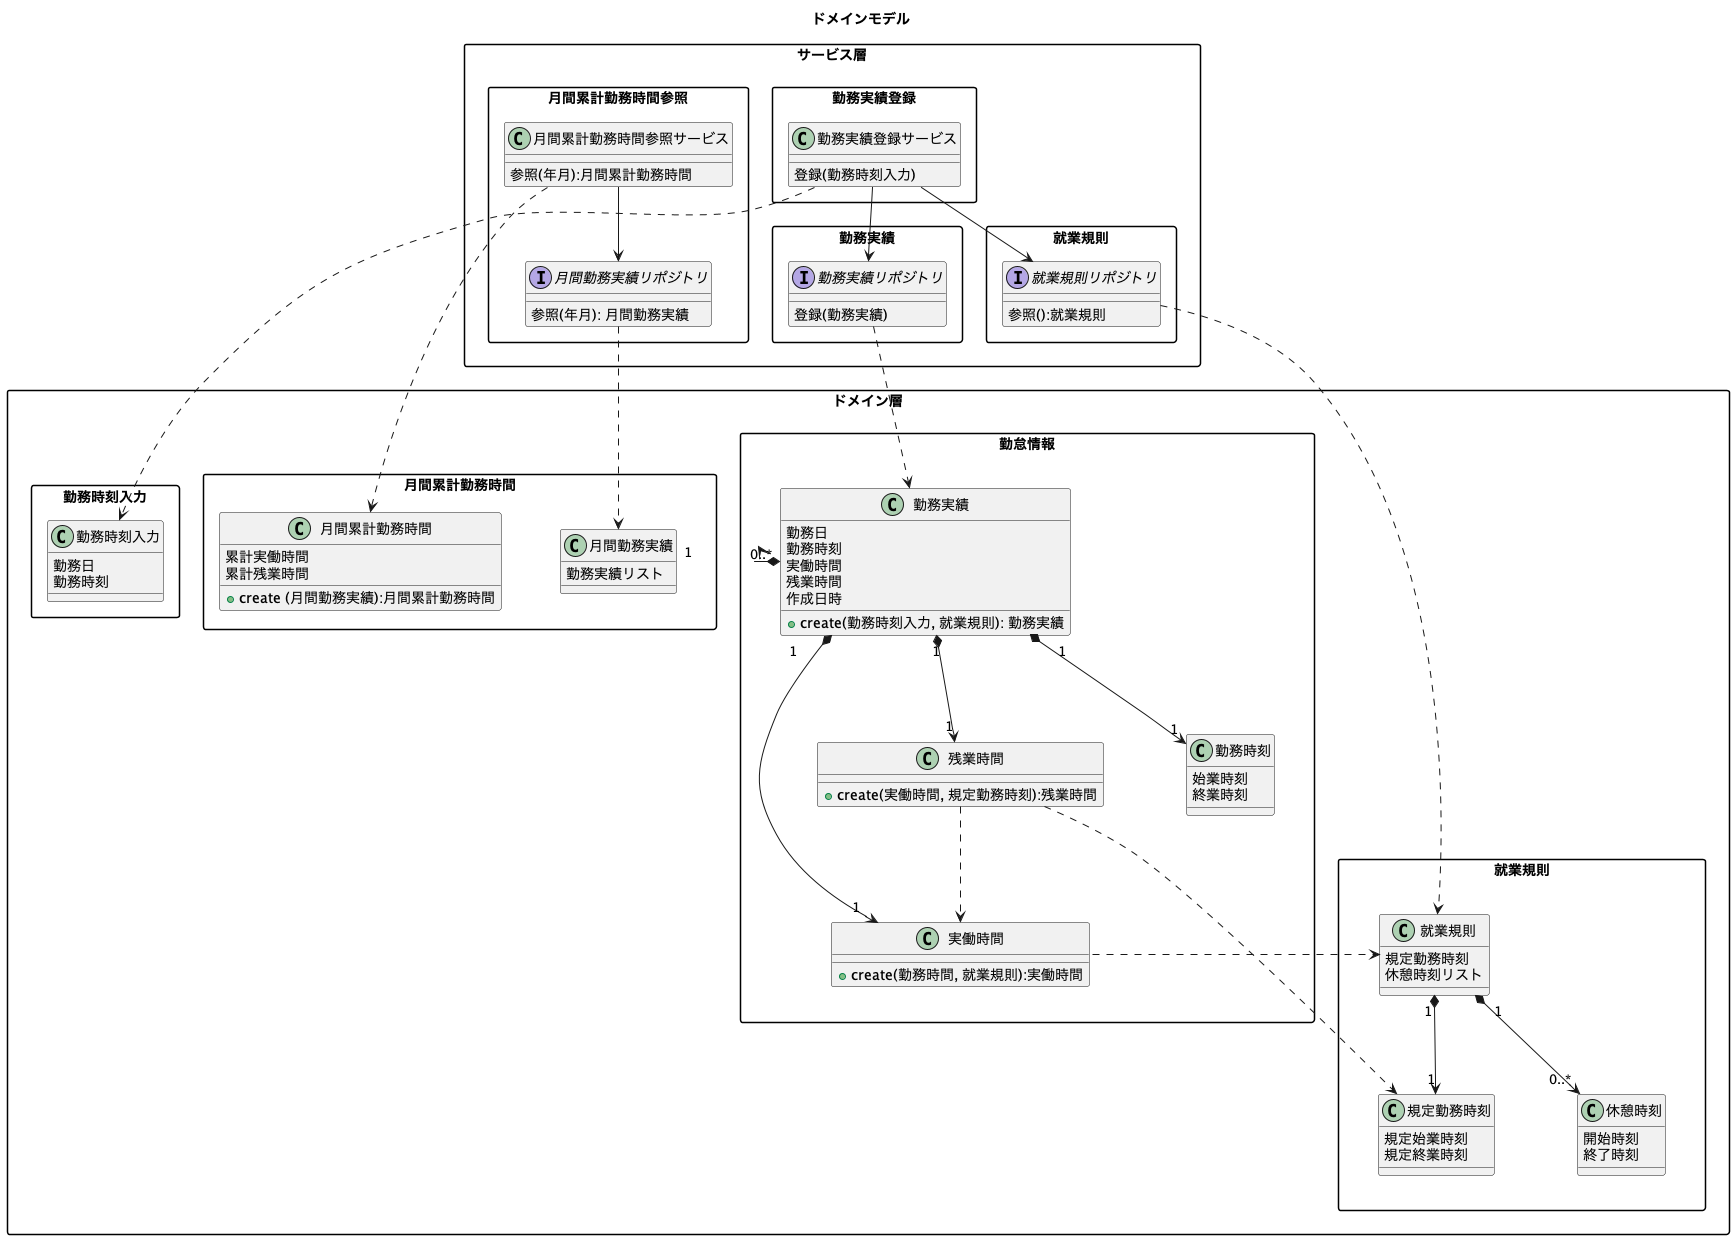 ドメインモデル
サービス層
月間累計勤務時間参照
C 月間累計勤務時間参照サービス
参照(年月):月間累計勤務時間
I 月間勤務実績リポジトリ
参照(年月): 月間勤務実績
勤務実績登録
C 勤務実績登録サービス
登録(勤務時刻入力)
勤務実績
I 勤務実績リポジトリ
登録(勤務実績)
就業規則
I 就業規則リポジトリ
参照():就業規則
ドメイン層
勤務時刻入力
C 勤務時刻入力
勤務日
勤務時刻
月間累計勤務時間
C 月間累計勤務時間
累計実働時間
累計残業時間
create (月間勤務実績):月間累計勤務時間
C 月間勤務実績
勤務実績リスト
1
勤怠情報
0..*
C 勤務実績
勤務日
勤務時刻
実働時間
残業時間
作成日時
create(勤務時刻入力, 就業規則): 勤務実績
1
1
1
1
1
C 残業時間
create(実働時間, 規定勤務時刻):残業時間
C 勤務時刻
始業時刻
終業時刻
1
C 実働時間
create(勤務時間, 就業規則):実働時間
就業規則
C 就業規則
規定勤務時刻
休憩時刻リスト
1
1
1
0..*
C 規定勤務時刻
規定始業時刻
規定終業時刻
C 休憩時刻
開始時刻
終了時刻